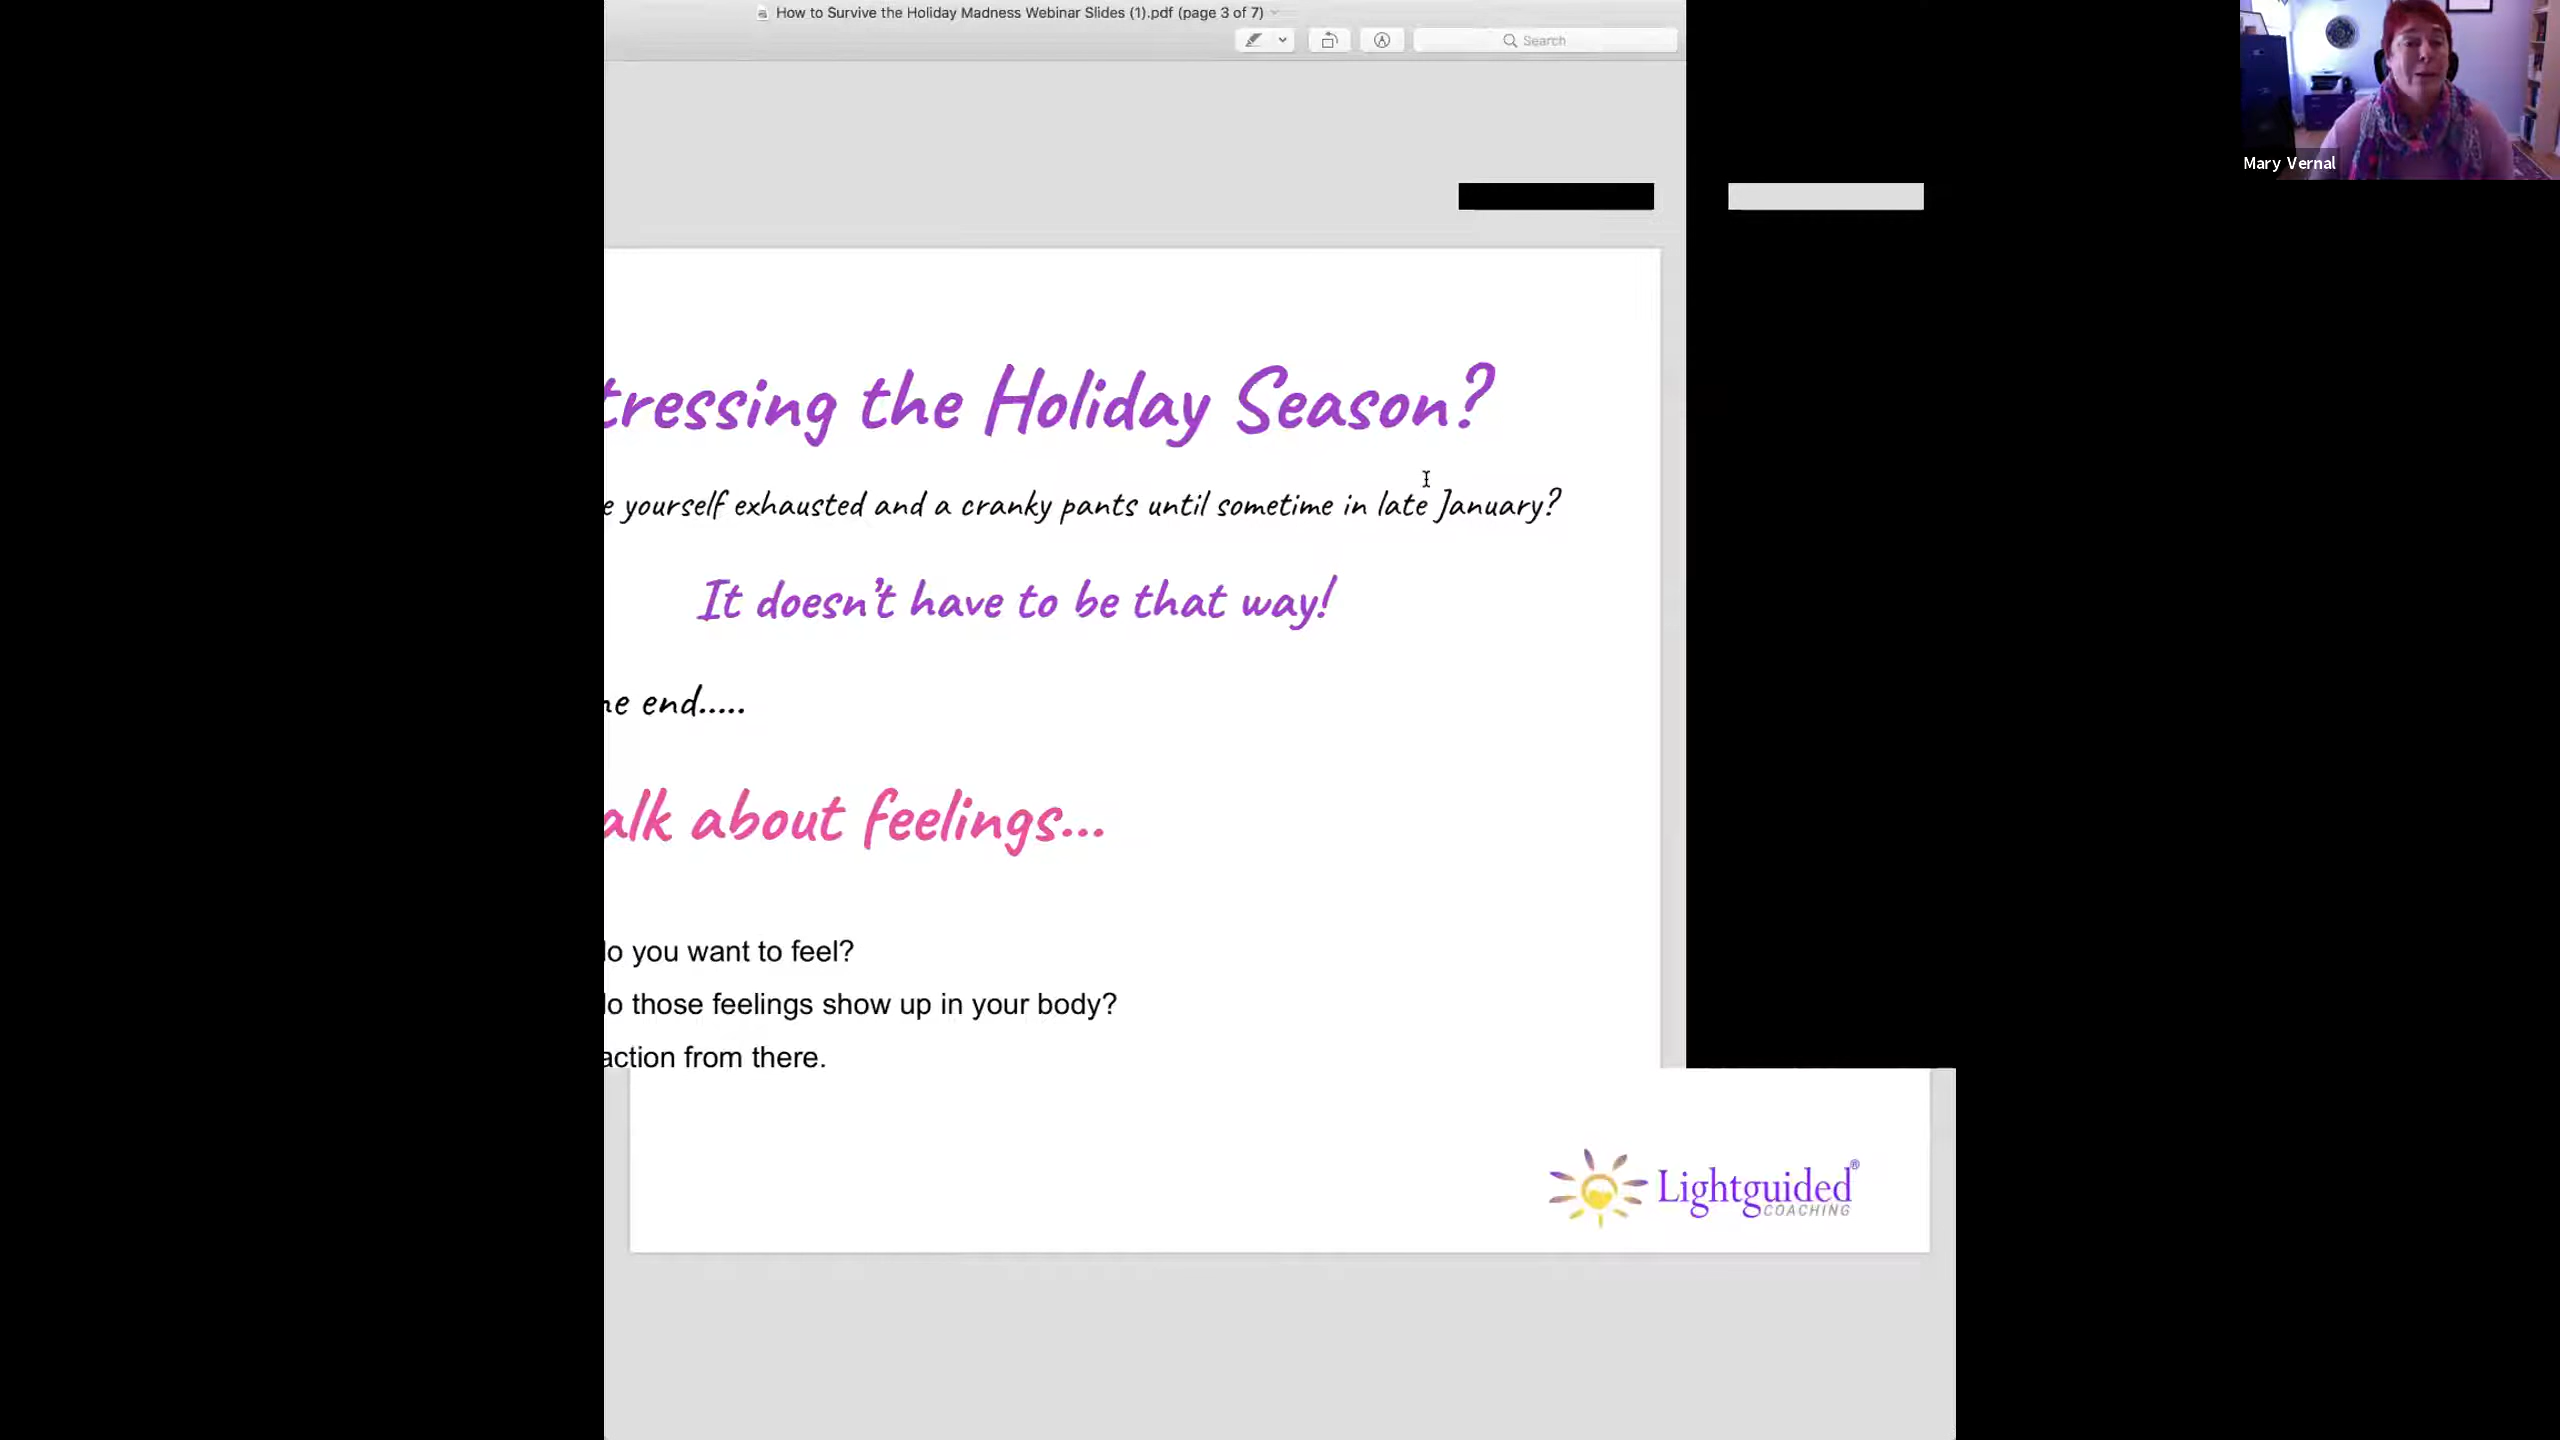 How to Survive the Holiday Madness Webinar Slides (1).pdf (page 3 of 7)
Search
Mary Vernal
tressing the Holiday Season?
e yourself exhausted and a cranky pants until sometime in late January?
It doesn't have to be that way!
he end.....
alk about feelings...
do you want to feel?
do those feelings show up in your body?
action from there.
Lightguided®
COACHING